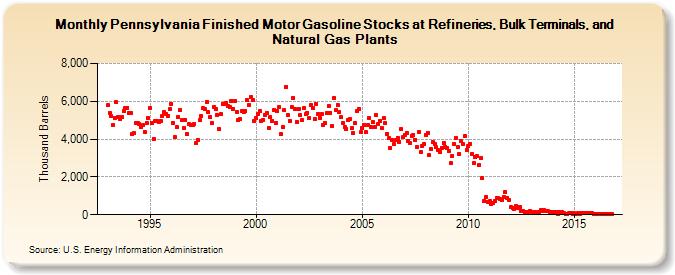 Monthly Pennsylvania Finished Motor Gasoline Stocks at Refineries, Bulk Terminals, and
Natural Gas Plants
Thousand Barrels
8,000
6,000
4,000
2,000
0
1995
2000
2005
2010
2015
Source: U.S. Energy Information Administration